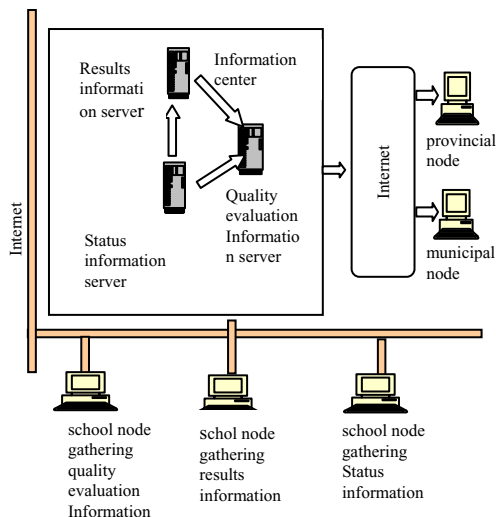 Results
informati
on server
Information
center
Quality
evaluation
Informatio
n server
Status
information
server
Internet
Internet
provincial
node
municipal
node
school node
gathering
quality
evaluation
Information
schol node
gathering
results
information
school node
gathering
Status
information